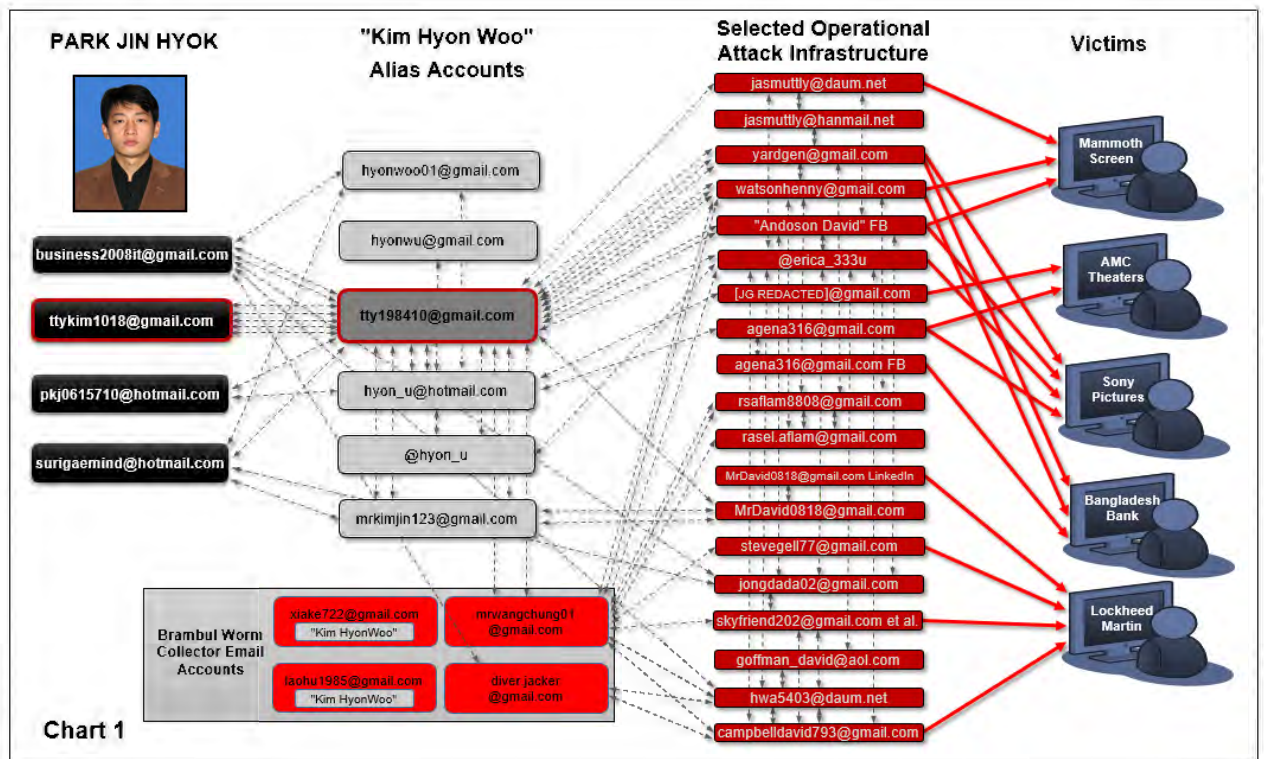 PARK JIN HYOK
business2008it@gmail.com
ttykim1018@gmail.com
pkj0615710@hotmail.com
surigaemind@hotmail.com
"Kim Hyon Woo"
Alias Accounts
hyonwoo01@gmail.com
hyonwu@gmail.com
tty198410@gmail.com
hyon_u@hotmail.com
@hyon_u
mrkimjin123@gmail.com
Brambul Worm
Collector Email
Accounts
xiake722@gmail.com
"Kim HyonWoo"
mrwangchung01
@gmail.com
laohu1985@gmail.com
"Kim HyonWoo"
diver.jacker
@gmail.com
Selected Operational
Attack Infrastructure
jasmuttly@daum.net
jasmuttly@hanmail.net
yardgen@gmail.com
watsonhenny@gmail.com
"Andoson David" FB
@erica_333u
[JG REDACTED]@gmail.com
agena316@gmail.com
agena316@gmail.com FB
rsaflam8808@gmail.com
rasel.aflam@gmail.com
MrDavid0818@gmail.com LinkedIn
MrDavid0818@gmail.com
stevegell77@gmail.com
jongdada02@gmail.com
skyfriend202@gmail.com et al.
goffman_david@aol.com
hwa5403@daum.net
campbelldavid793@gmail.com
Victims
Mammoth
Screen
AMC
Theaters
Sony
Pictures
Bangladesh
Bank
Lockheed
Martin
Chart 1